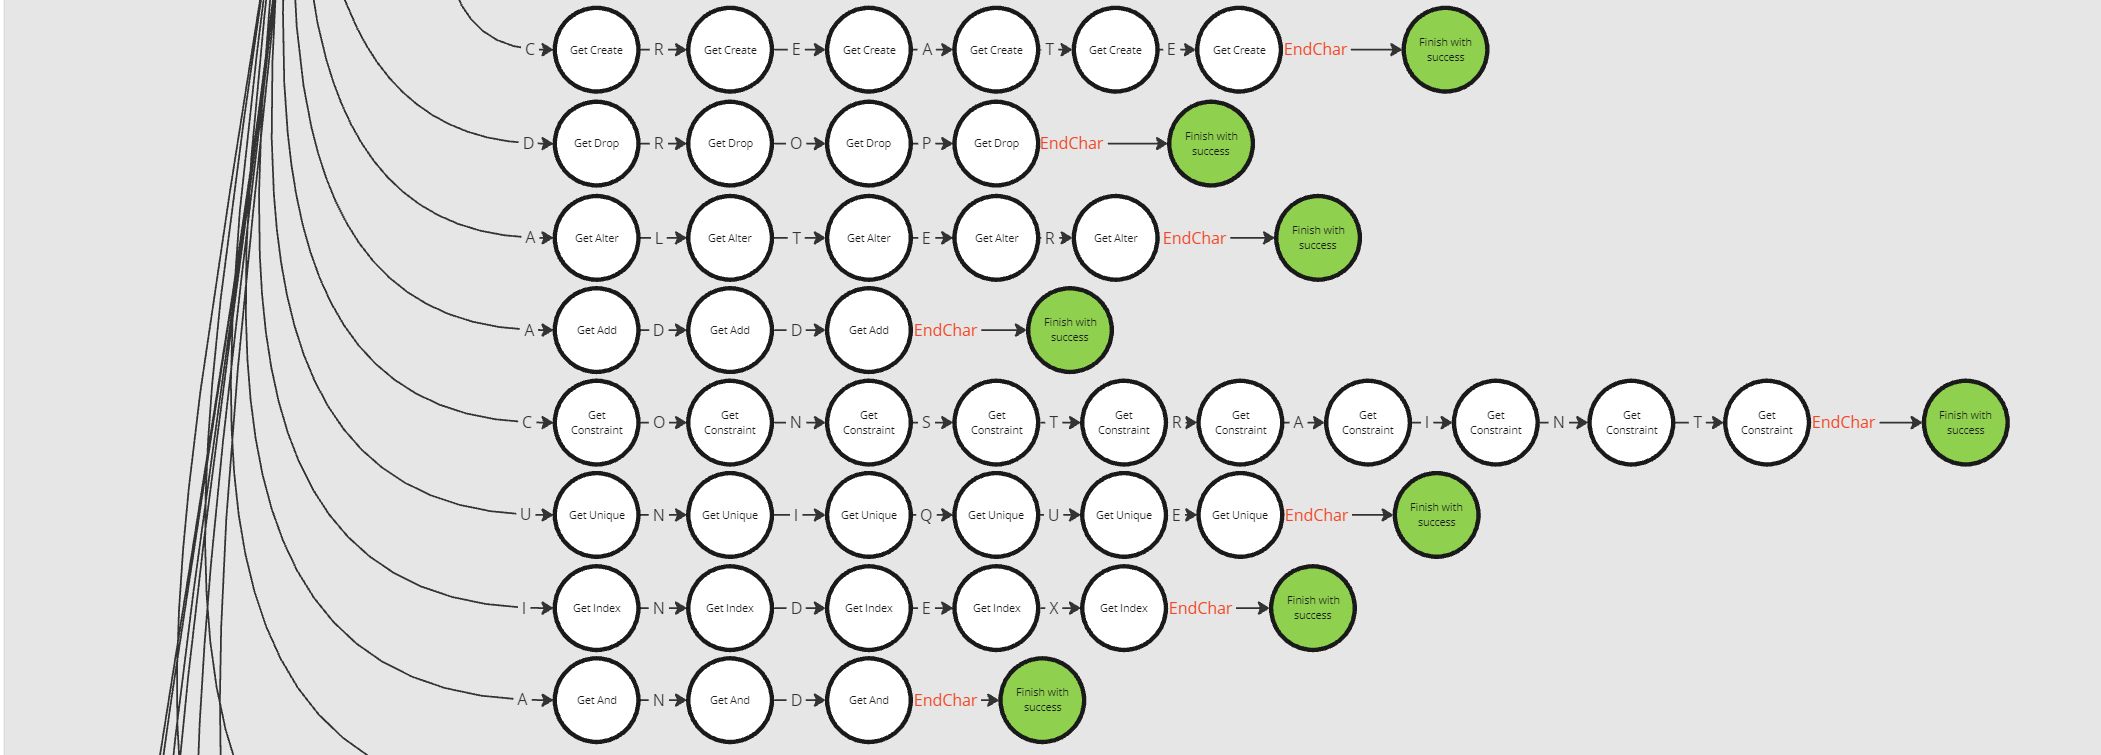 C Get Create R Get Create E Get Create A Get Create T Get Create E Get Create EndChar Finish with success
D Get Drop R Get Drop O Get Drop P Get Drop EndChar Finish with success
A Get Alter L Get Alter T Get Alter E Get Alter R Get Alter EndChar Finish with success
A Get Add D Get Add D Get Add EndChar Finish with success
C Get Constraint O Get Constraint N Get Constraint S Get Constraint T Get Constraint R Get Constraint A Get Constraint I Get Constraint N Get Constraint T Get Constraint EndChar Finish with success
U Get Unique N Get Unique I Get Unique Q Get Unique U Get Unique E Get Unique EndChar Finish with success
I Get Index N Get Index D Get Index E Get Index X Get Index EndChar Finish with success
A Get And N Get And D Get And EndChar Finish with success